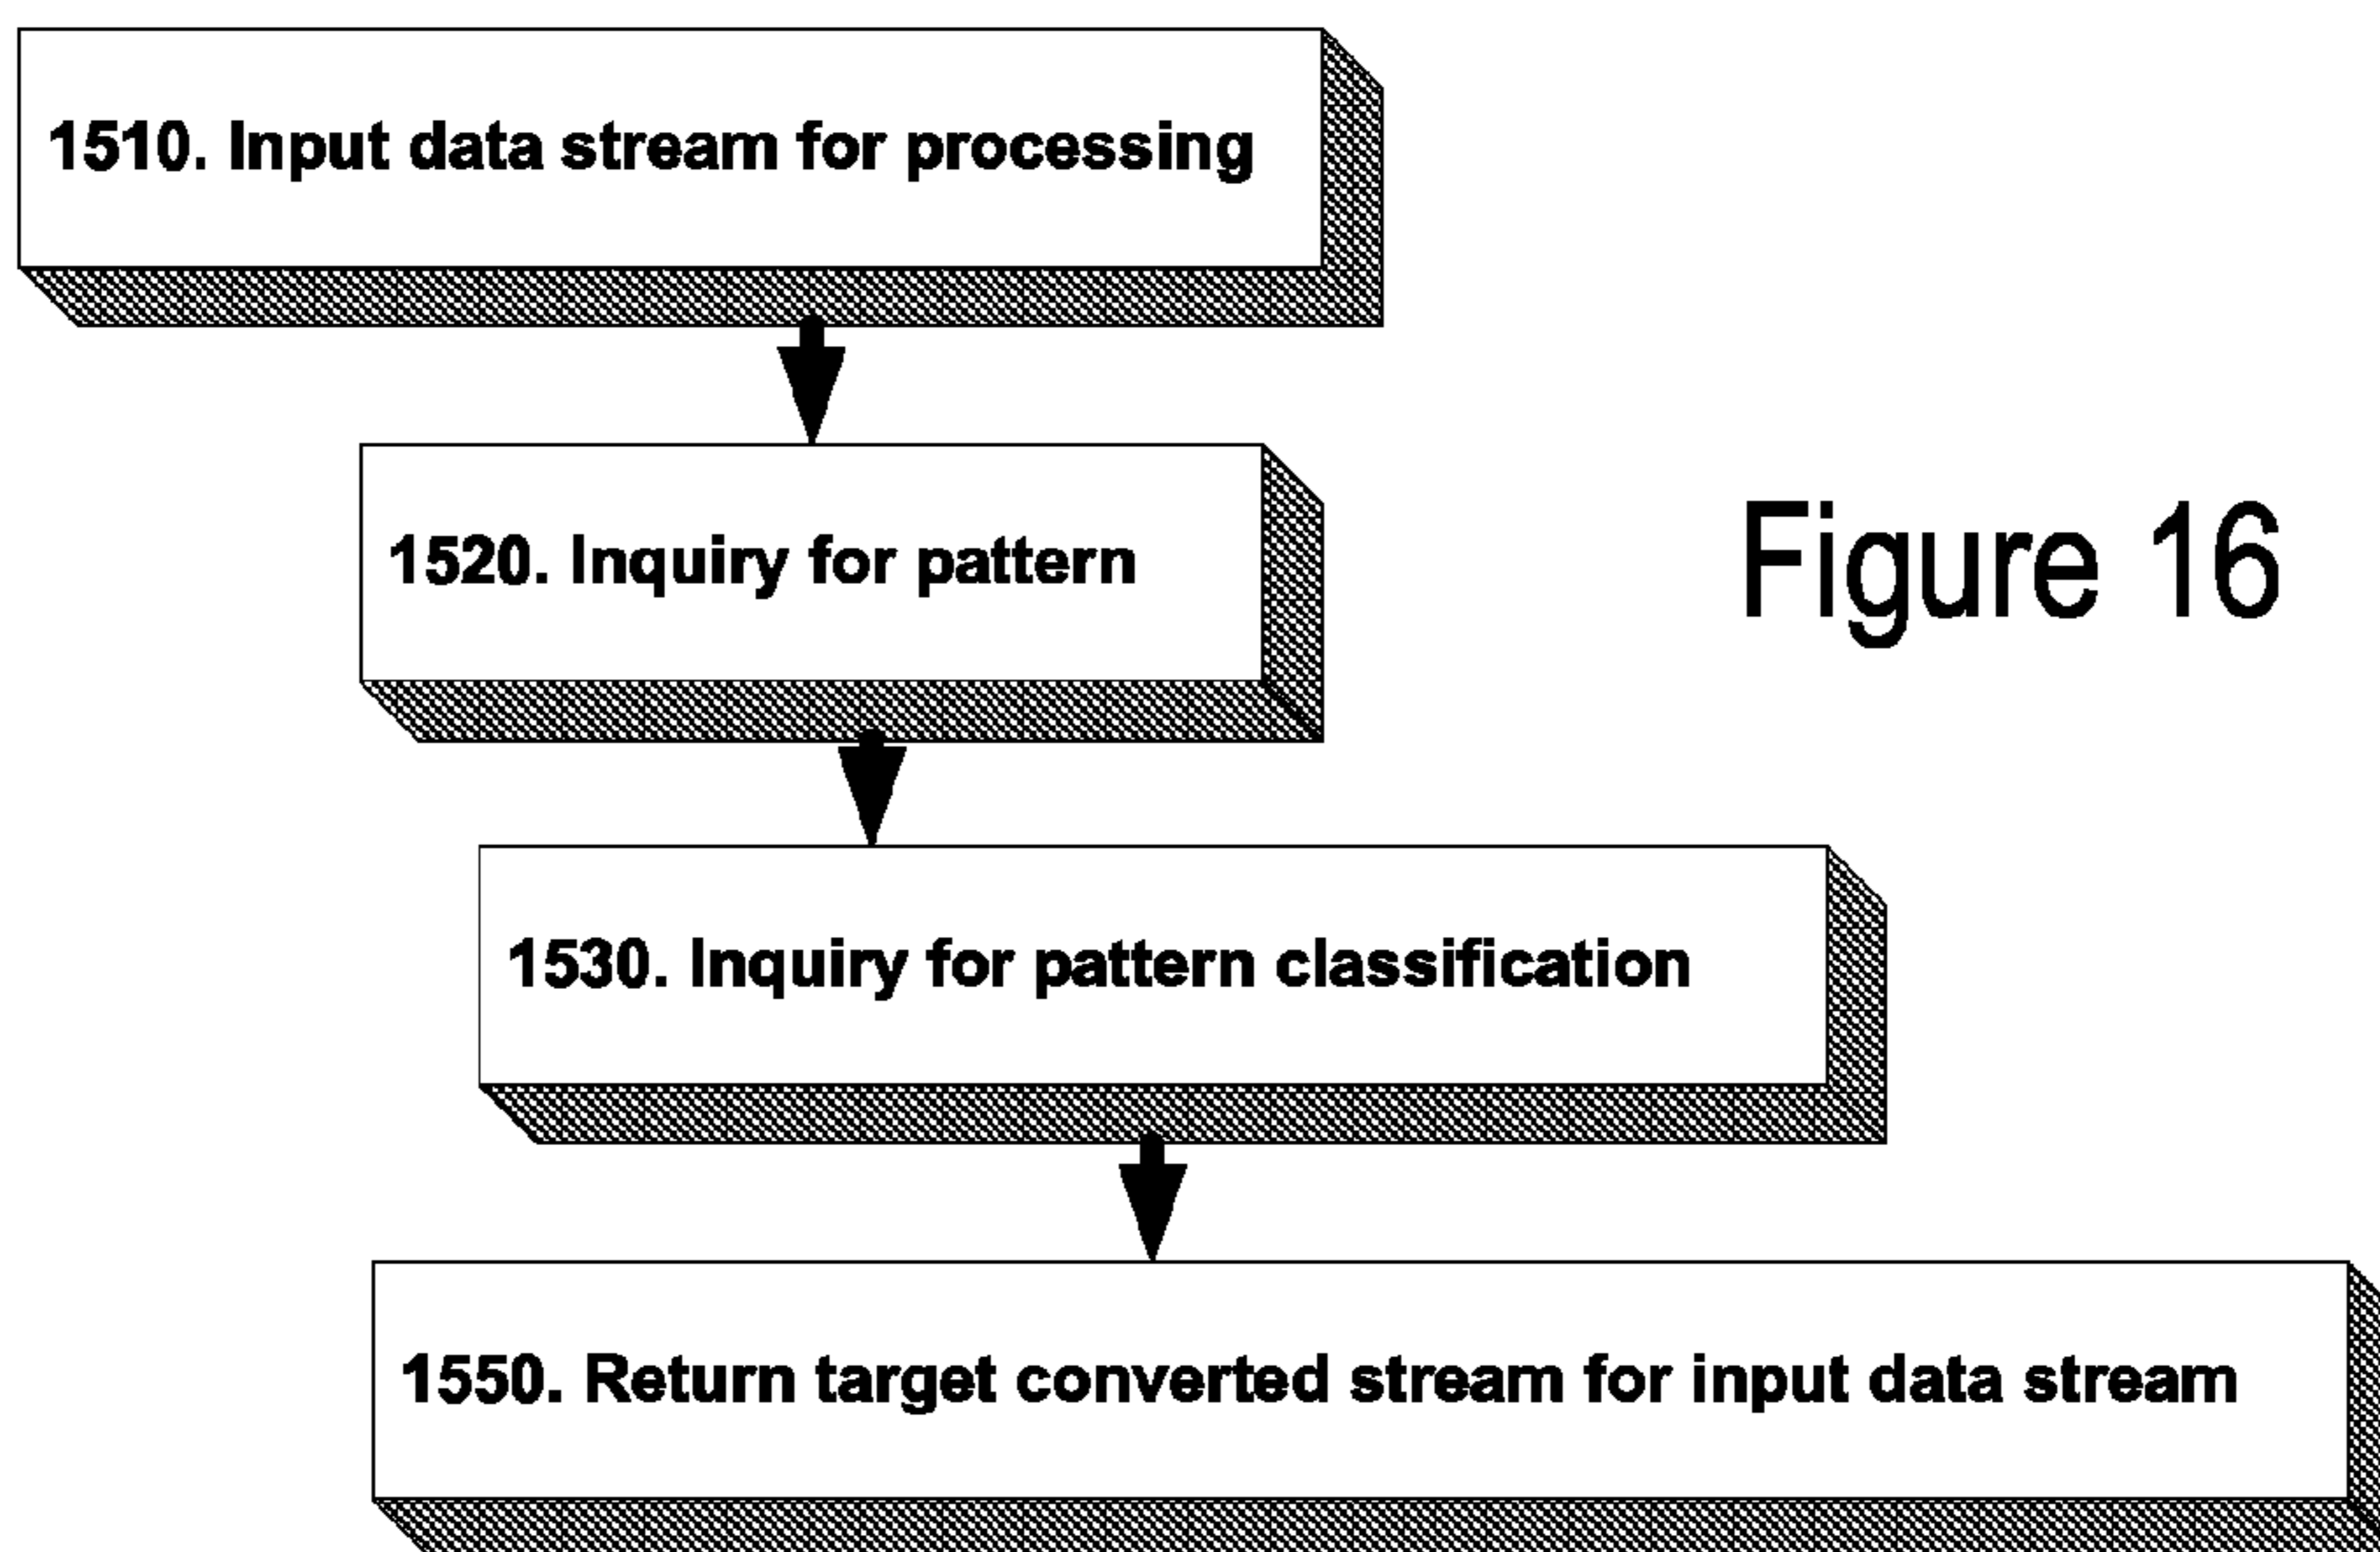 1510. Input data stream for processing
1520. Inquiry for pattern
Figure 16
1530. Inquiry for pattern classification
1550. Return target converted stream for input data stream